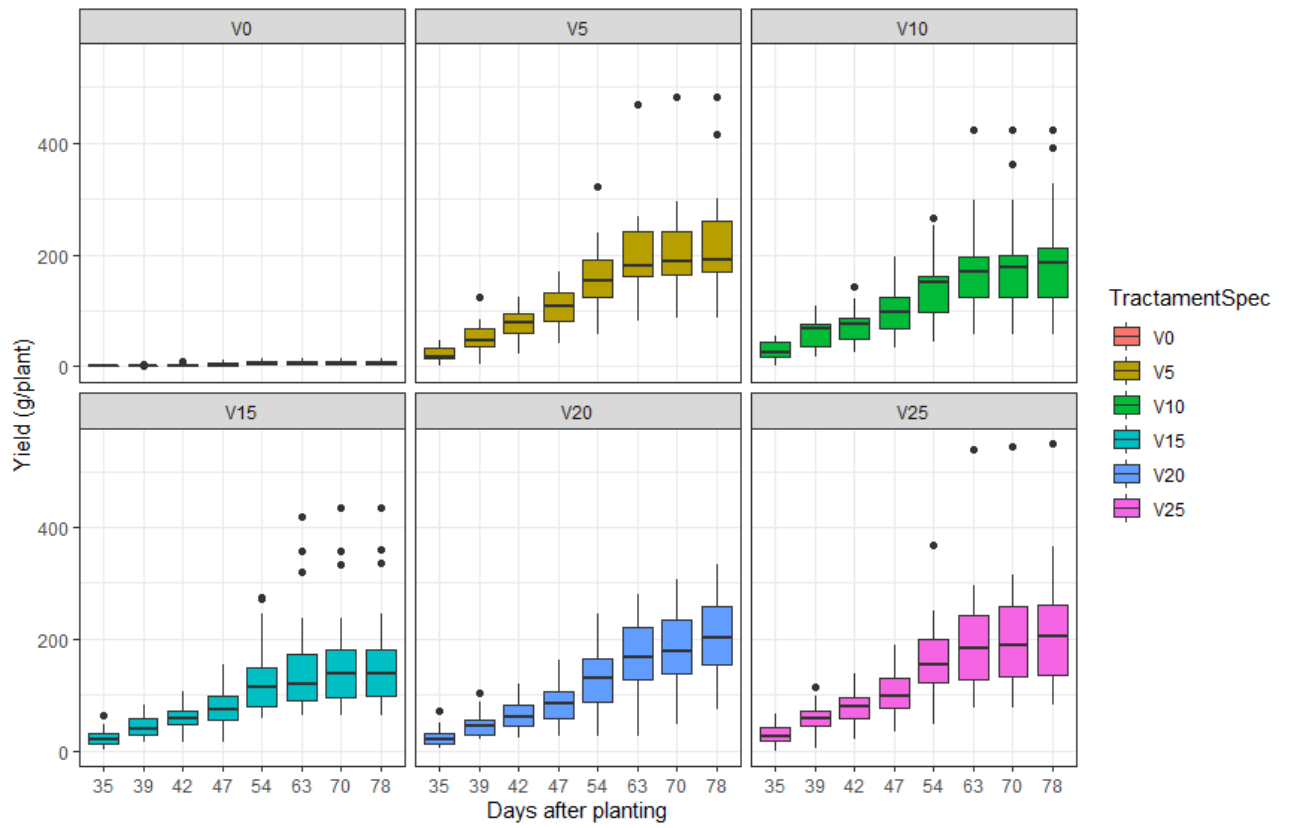 V0 V5 V10
400
200
0
V15 V20 V25
400
200
0
35 39 42 47 54 63 70 78 35 39 42 47 54 63 70 78 35 39 42 47 54 63 70 78
Days after planting
Yield (g/plant)
TractamentSpec
V0
V5
V10
V15
V20
V25